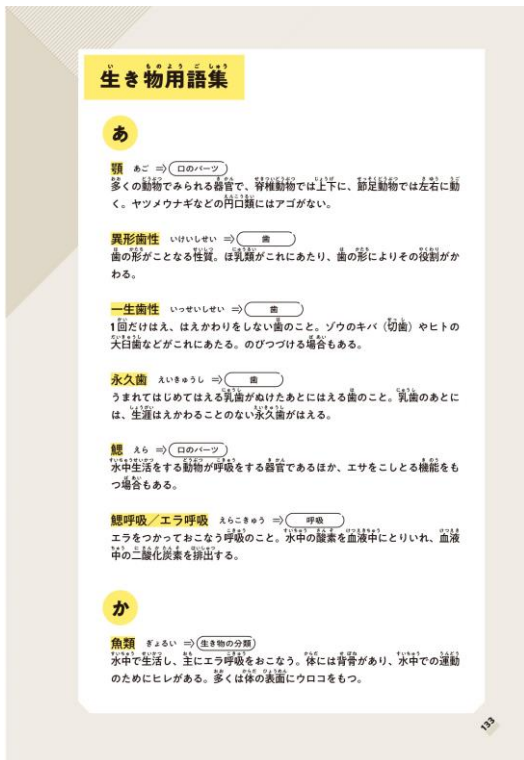 生き物用語集
あ
顎 あご ⇒ 口のパーツ
多くの動物でみられる器官で、脊椎動物では上下に、節足動物では左右に動
く。ヤツメウナギなどの円口類にはアゴがない。
異形歯性 いけいしせい ⇒ 歯
歯の形がことなる性質。ほ乳類がこれにあたり、歯の形によりその役割がか
わる。
一生歯性 いっせいしせい ⇒ 歯
1回だけはえ、はえかわりをしない歯のこと。ゾウのキバ（切歯）やヒトの
大臼歯などがこれにあたる。のびつづける場合もある。
永久歯 えいきゅうし ⇒ 歯
うまれてはじめてはえる乳歯がぬけたあとにはえる歯のこと。乳歯のあとに
は、生涯はえかわることのない永久歯がはえる。
鰓 えら ⇒ 口のパーツ
水中生活をする動物が呼吸をする器官であるほか、エサをこしとる機能をも
つ場合もある。
鰓呼吸／エラ呼吸 えらこきゅう ⇒ 呼吸
エラをつかっておこなう呼吸のこと。水中の酸素を血液中にとりいれ、血液
中の二酸化炭素を排出する。
か
魚類 ぎょるい ⇒ 生き物の分類
水中で生活し、主にエラ呼吸をおこなう。体には背骨があり、水中での運動
のためにヒレがある。多くは体の表面にウロコをもつ。
133